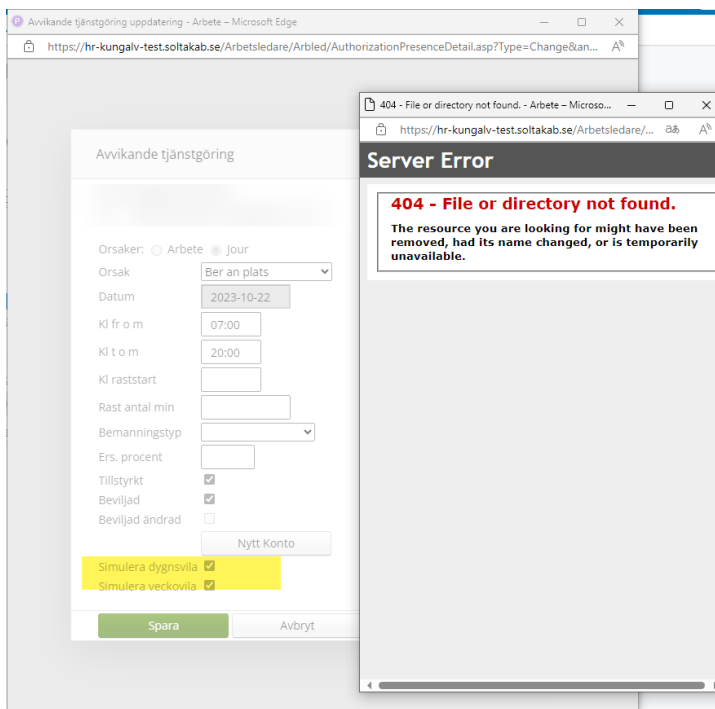 Avvikande tjänstgöring uppdatering - Arbete – Microsoft Edge
https://hr-kungalv-test.soltakab.se/Arbetsledare/Arbled/AuthorizationPresenceDetail.asp?Type=Change&an...
404 - File or directory not found. - Arbete – Microso...
https://hr-kungalv-test.soltakab.se/Arbetsledare/...
Server Error
404 - File or directory not found.
The resource you are looking for might have been
removed, had its name changed, or is temporarily
unavailable.
Avvikande tjänstgöring
Orsaker: Arbete Jour
Orsak Ber an plats
Datum 2023-10-22
Kl fr o m 07:00
Kl t o m 20:00
Kl raststart
Rast antal min
Bemanningstyp
Ers. procent
Tillstyrkt
Beviljad
Beviljad ändrad
Nytt Konto
Simulera dygnsvila
Simulera veckovila
Spara Avbryt